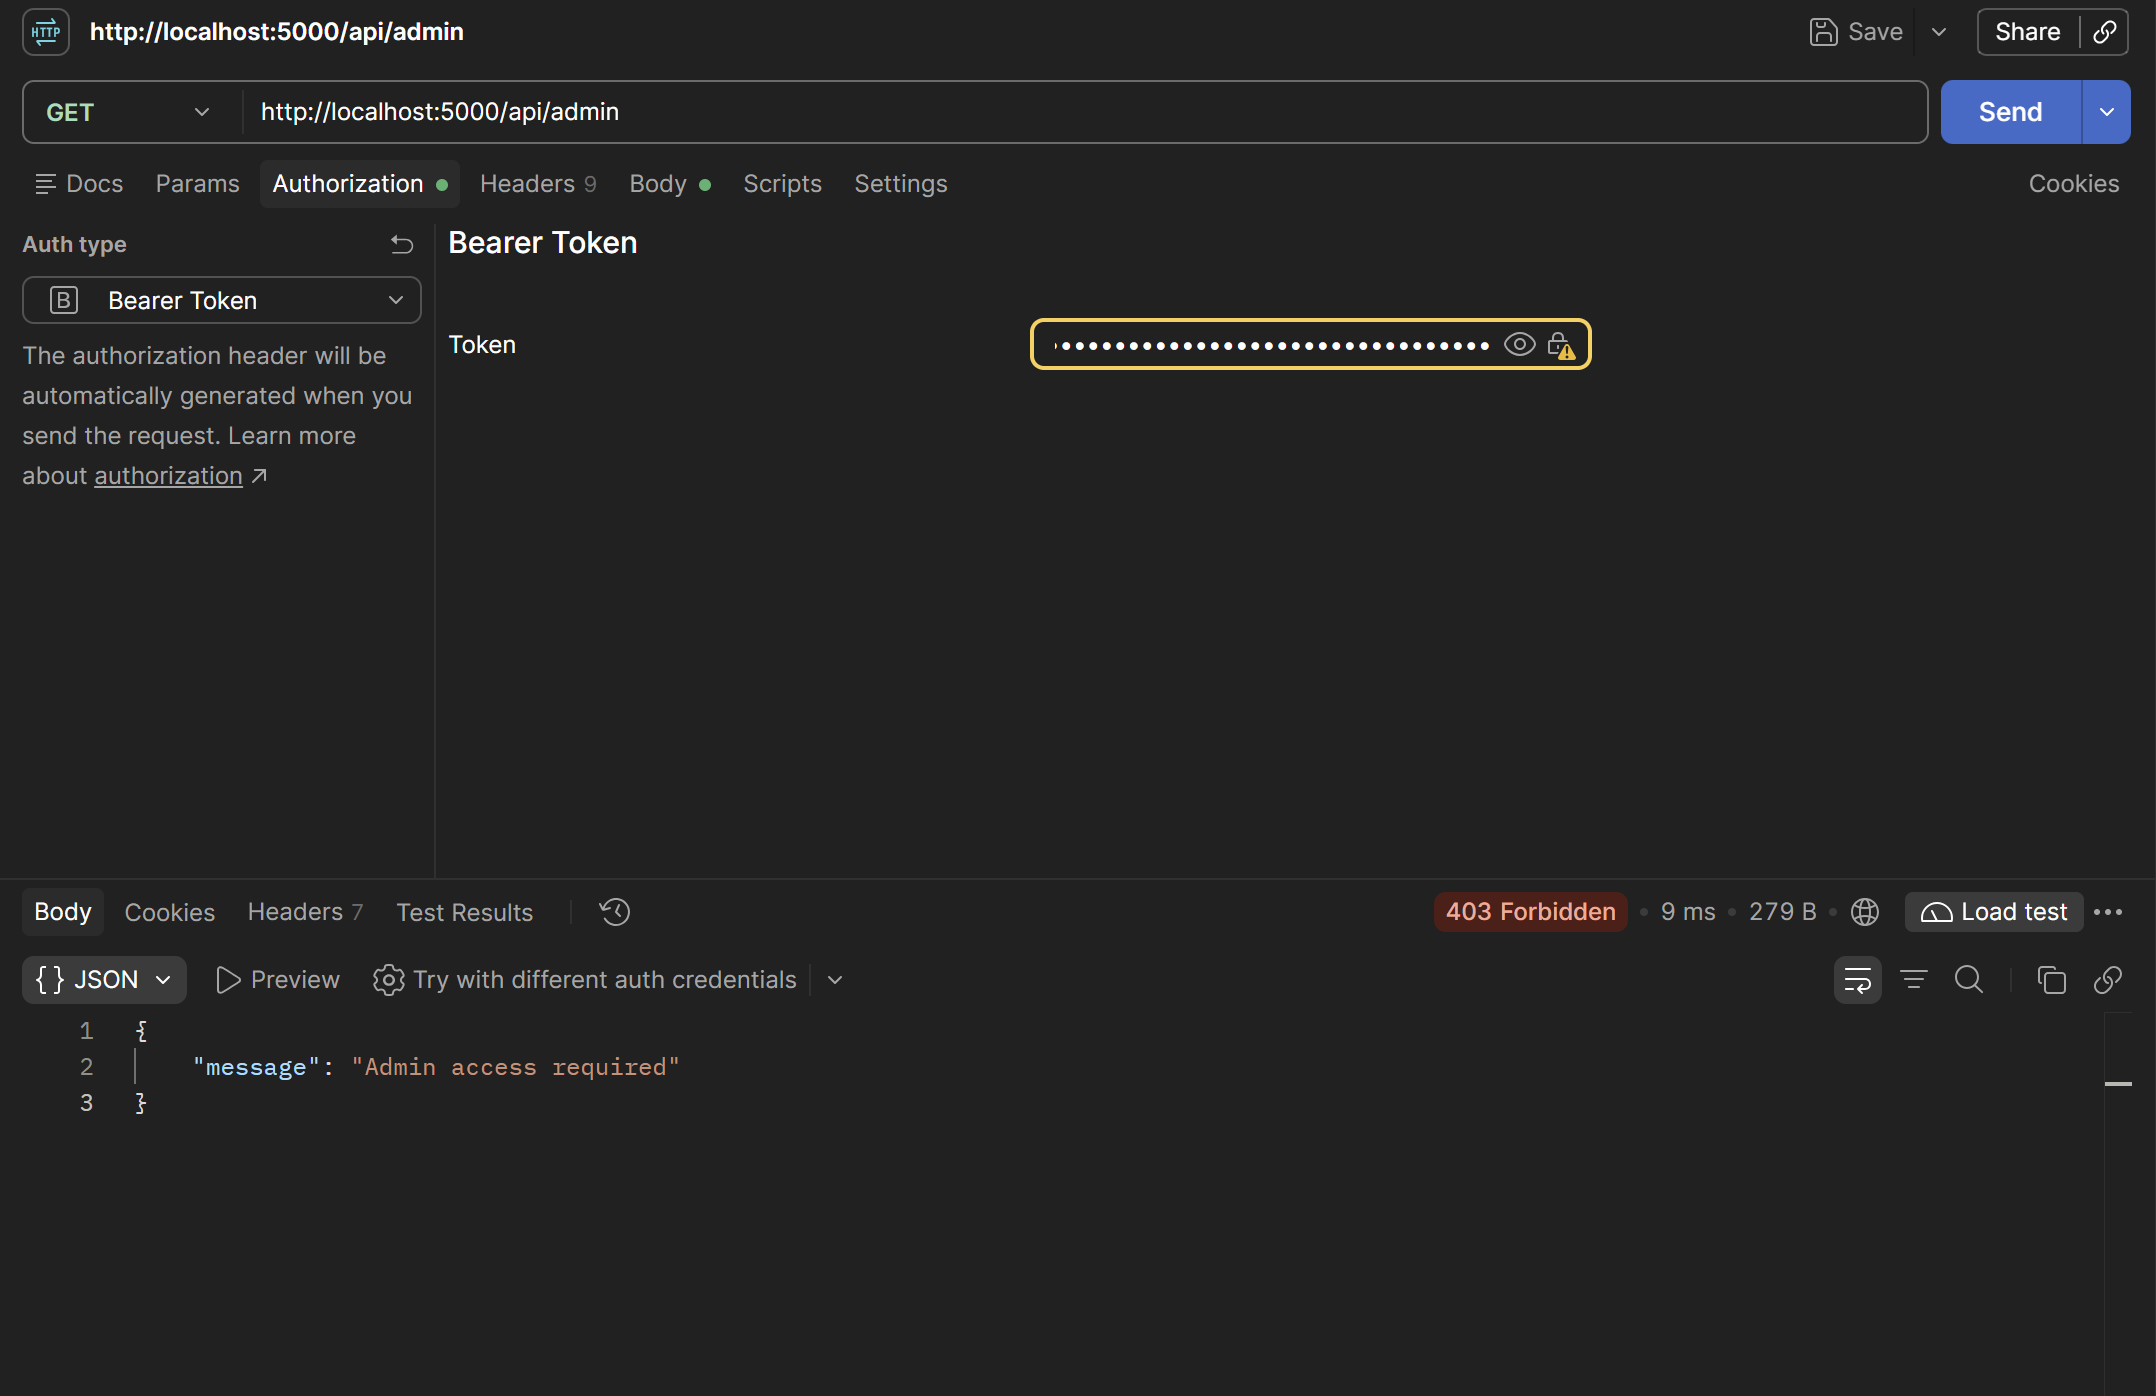 HTTP http://localhost:5000/api/admin Save Share
GET http://localhost:5000/api/admin Send
Docs Params Authorization Headers 9 Body Scripts Settings Cookies
Auth type
B Bearer Token
The authorization header will be
automatically generated when you
send the request. Learn more
about authorization
Bearer Token
Token
Body Cookies Headers 7 Test Results 403 Forbidden 9 ms 279 B Load test
{} JSON Preview Try with different auth credentials
1 {
2 "message": "Admin access required"
3 }